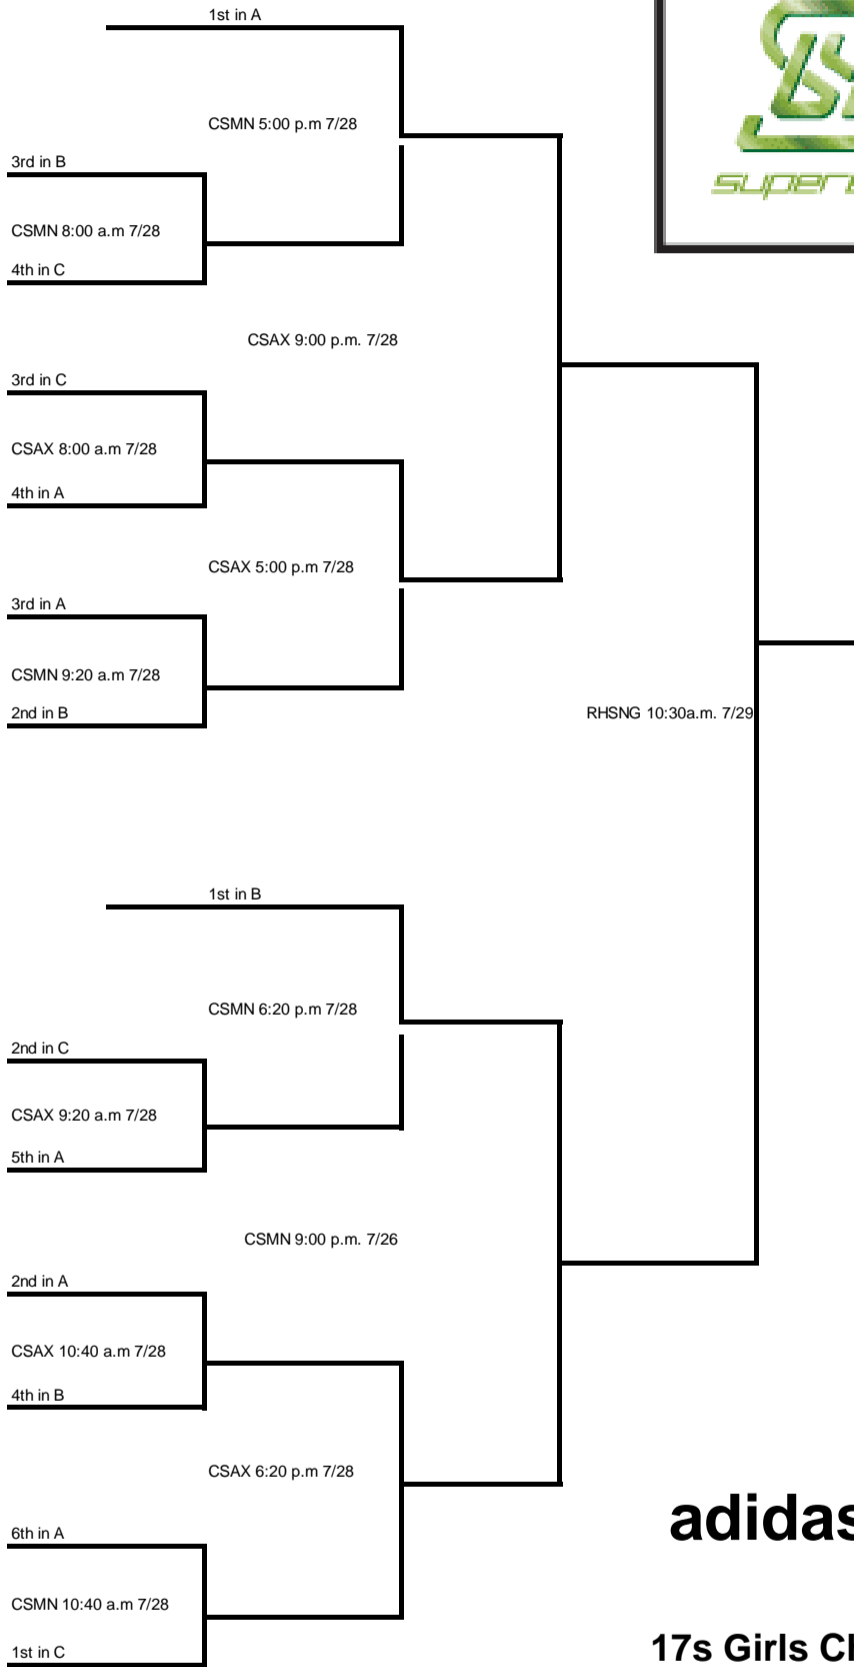 1st in A
CSMN 5:00 p.m 7/28
3rd in B
CSMN 8:00 a.m 7/28
4th in C
CSAX 9:00 p.m. 7/28
3rd in C
CSAX 8:00 a.m 7/28
4th in A
CSAX 5:00 p.m 7/28
3rd in A
CSMN 9:20 a.m 7/28
2nd in B
RHSNG 10:30a.m. 7/29
1st in B
CSMN 6:20 p.m 7/28
2nd in C
CSAX 9:20 a.m 7/28
5th in A
CSMN 9:00 p.m. 7/26
2nd in A
CSAX 10:40 a.m 7/28
4th in B
CSAX 6:20 p.m 7/28
adidas
6th in A
CSMN 10:40 a.m 7/28
17s Girls
1st in C